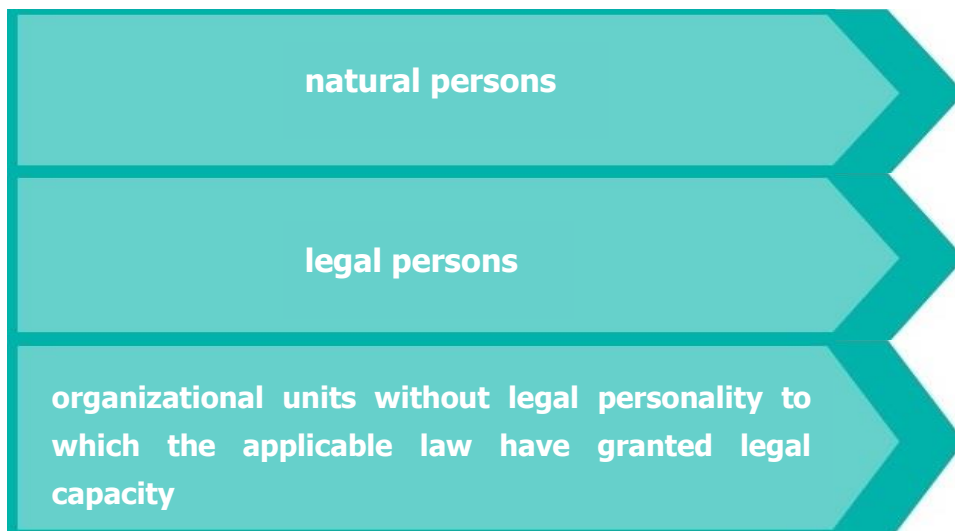 natural persons
legal persons
organizational units without legal personality to
which the applicable law have granted legal
capacity